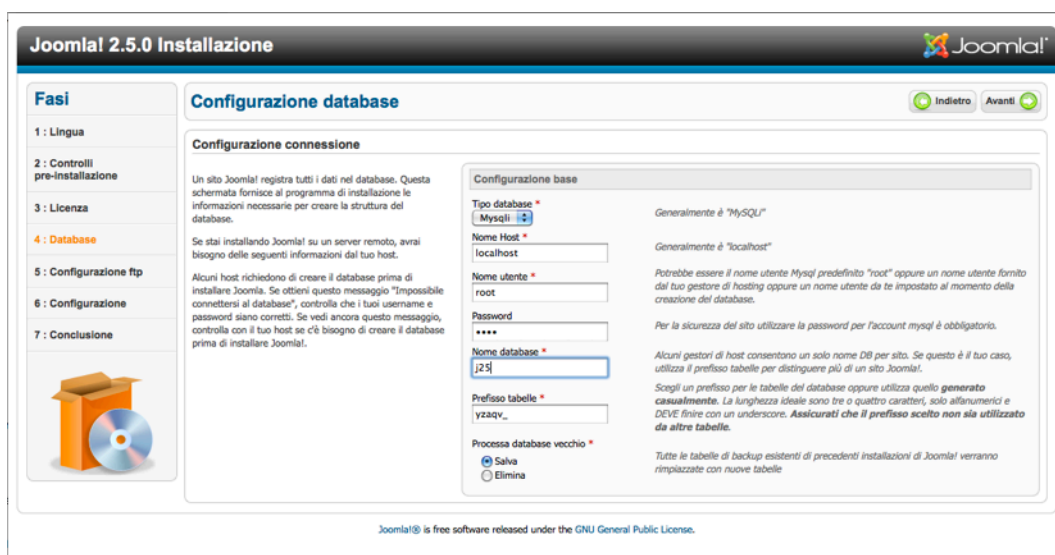 Joomla! 2.5.0 Installazione
Joomla!
Fasi
1 : Lingua
2 : Controlli
pre-installazione
3 : Licenza
4 : Database
5 : Configurazione ftp
6 : Configurazione
7 : Conclusione
Configurazione database
Indietro
Avanti
Configurazione connessione
Un sito Joomla! registra tutti i dati nel database. Questa
schermata fornisce al programma di installazione le
informazioni necessarie per creare la struttura del
database.
Se stai installando Joomla! su un server remoto, avrai
bisogno delle seguenti informazioni dal tuo host.
Alcuni host richiedono di creare il database prima di
installare Joomla. Se ottieni questo messaggio "Impossibile
connettersi al database", controlla che i tuoi username e
password siano corretti. Se vedi ancora questo messaggio,
controlla con il tuo host se c'è bisogno di creare il database
prima di installare Joomla!.
Configurazione base
Tipo database *
Mysqli
Generalmente è "MySQLi"
Nome Host *
localhost
Generalmente è "localhost"
Nome utente *
root
Potrebbe essere il nome utente Mysql predefinito "root" oppure un nome utente fornito
dal tuo gestore di hosting oppure un nome utente da te impostato al momento della
creazione del database.
Password
••••
Per la sicurezza del sito utilizzare la password per l'account mysql è obbligatorio.
Nome database *
j25
Alcuni gestori di host consentono un solo nome DB per sito. Se questo è il tuo caso,
utilizza il prefisso tabelle per distinguere più di un sito Joomla!.
Prefisso tabelle *
yzaqv_
Scegli un prefisso per le tabelle del database oppure utilizza quello generato
casualmente. La lunghezza ideale sono tre o quattro caratteri, solo alfanumerici e
DEVE finire con un underscore. Assicurati che il prefisso scelto non sia utilizzato
da altre tabelle.
Processa database vecchio *
Salva
Elimina
Tutte le tabelle di backup esistenti di precedenti installazioni di Joomla! verranno
rimpiazzate con nuove tabelle
Joomla!® is free software released under the GNU General Public License.